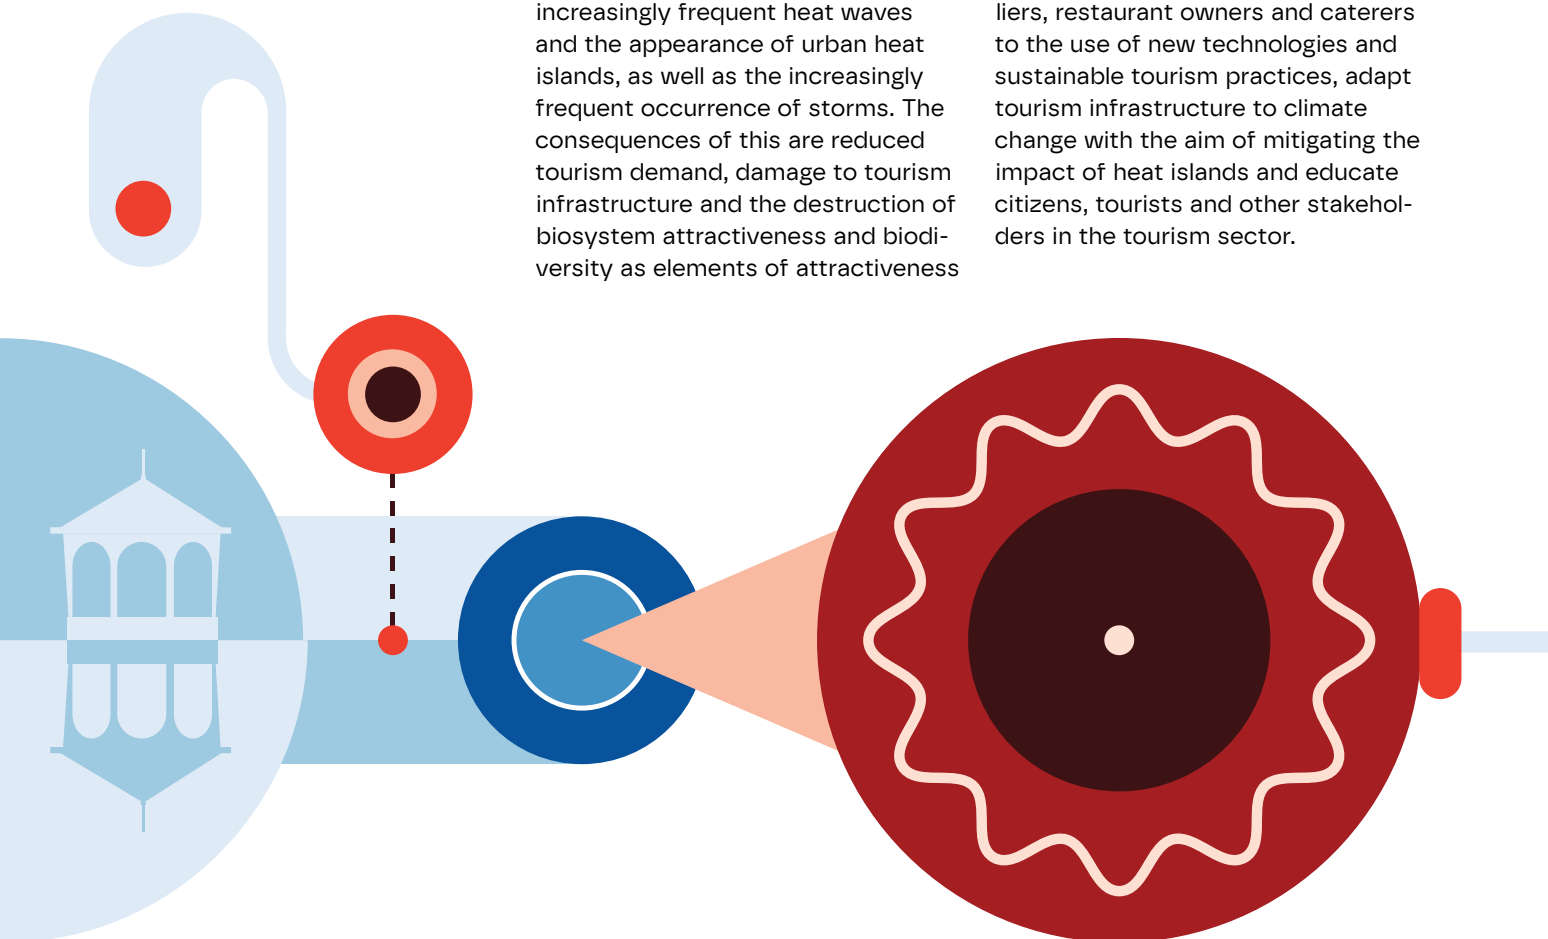 increasingly frequent heat waves
and the appearance of urban heat
islands, as well as the increasingly
frequent occurrence of storms. The
consequences of this are reduced
tourism demand, damage to tourism
infrastructure and the destruction of
biosystem attractiveness and biodi-
versity as elements of attractiveness
liers, restaurant owners and caterers
to the use of new technologies and
sustainable tourism practices, adapt
tourism infrastructure to climate
change with the aim of mitigating the
impact of heat islands and educate
citizens, tourists and other stakehol-
ders in the tourism sector.